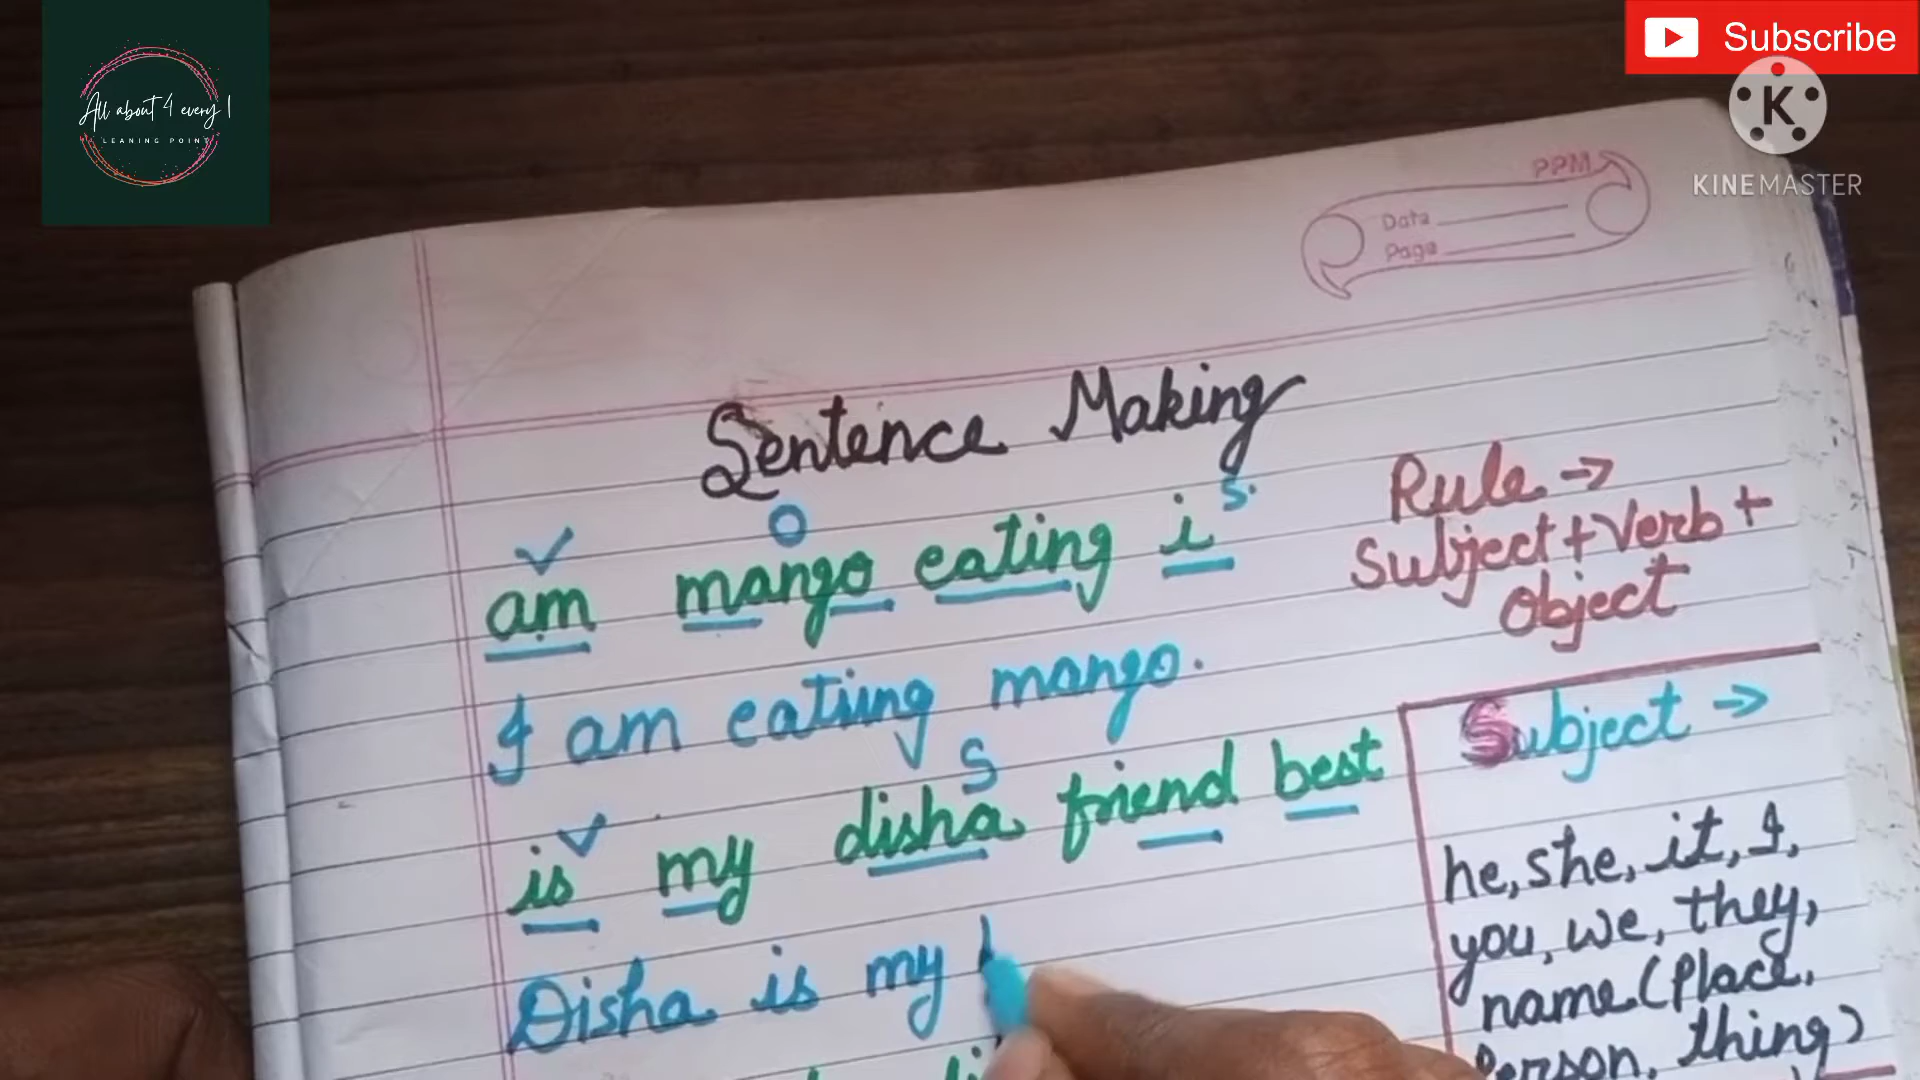 All about 4 every 1
LEANING POINT
Subscribe
K
KINEMASTER
PPM
Data
Page
Sentence Making
Rule →
Subject + Verb +
Object
O
S.
am mango eating i
I am eating mango.
S
is my disha friend best
Disha is my
Subject →
he, she, it, I,
you, we, they,
name (Place,
Person, thing)